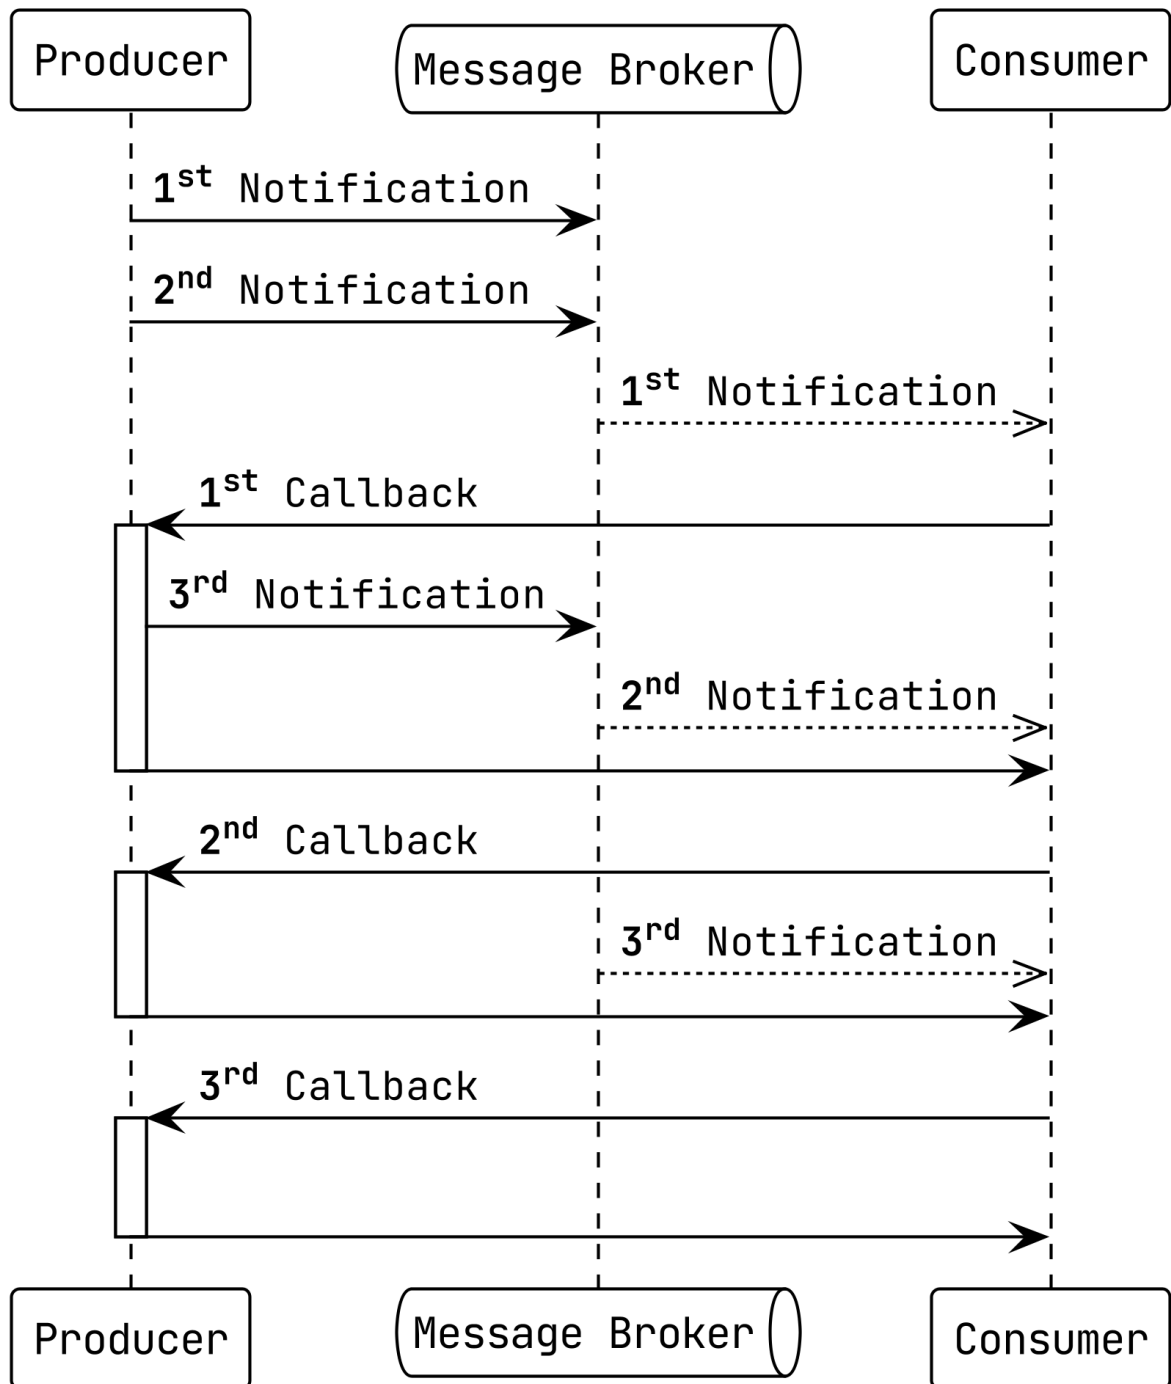 Producer
Message Broker
Consumer
1st Notification
2nd Notification
1st Notification
1st Callback
3rd Notification
2nd Notification
2nd Callback
3rd Notification
3rd Callback
Producer
Message Broker
Consumer